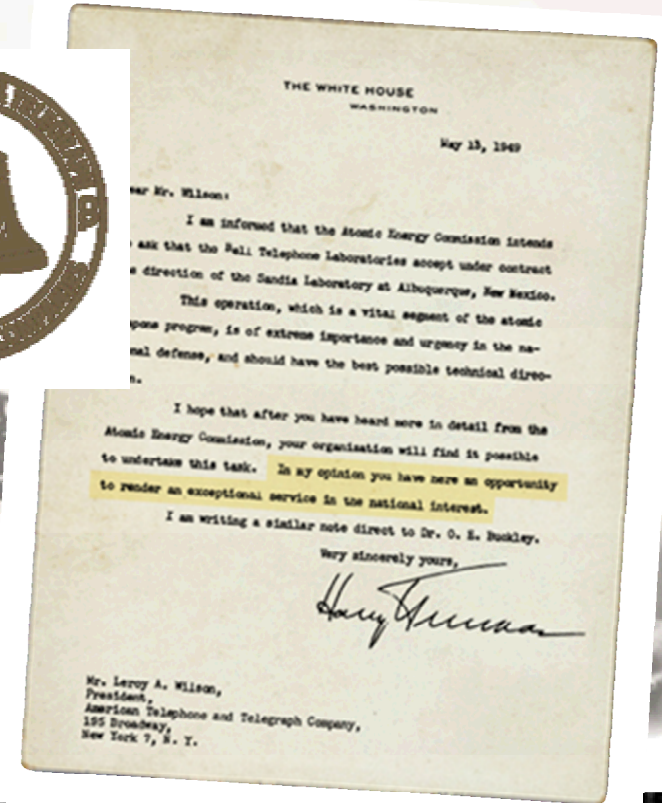 THE WHITE HOUSE
WASHINGTON
May 13, 1949
ear Mr. Wilson:
I am informed that the Atomic Energy Commission intends
ask that the Bell Telephone Laboratories accept under contract
e direction of the Sandia Laboratory at Albuquerque, New Mexico.
This operation, which is a vital segment of the atomic
apons program, is of extreme importance and urgency in the na-
nal defense, and should have the best possible technical direc-
n.
I hope that after you have heard more in detail from the
Atomic Energy Commission, your organization will find it possible
to undertake this task. In my opinion you have here an opportunity
to render an exceptional service in the national interest.
I am writing a similar note direct to Dr. O. E. Buckley.
Very sincerely yours,
Harry Truman
Mr. Leroy A. Wilson,
President,
American Telephone and Telegraph Company,
195 Broadway,
New York 7, N. Y.